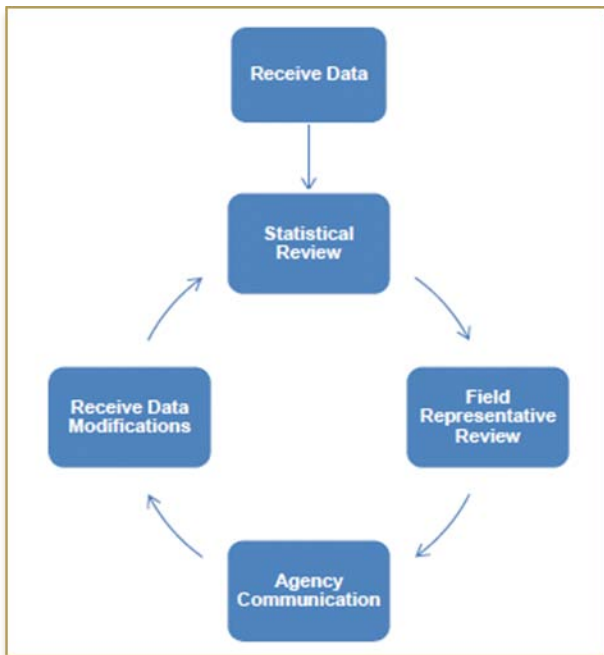 Receive Data
Statistical
Review
Field
Representative
Review
Agency
Communication
Receive Data
Modifications